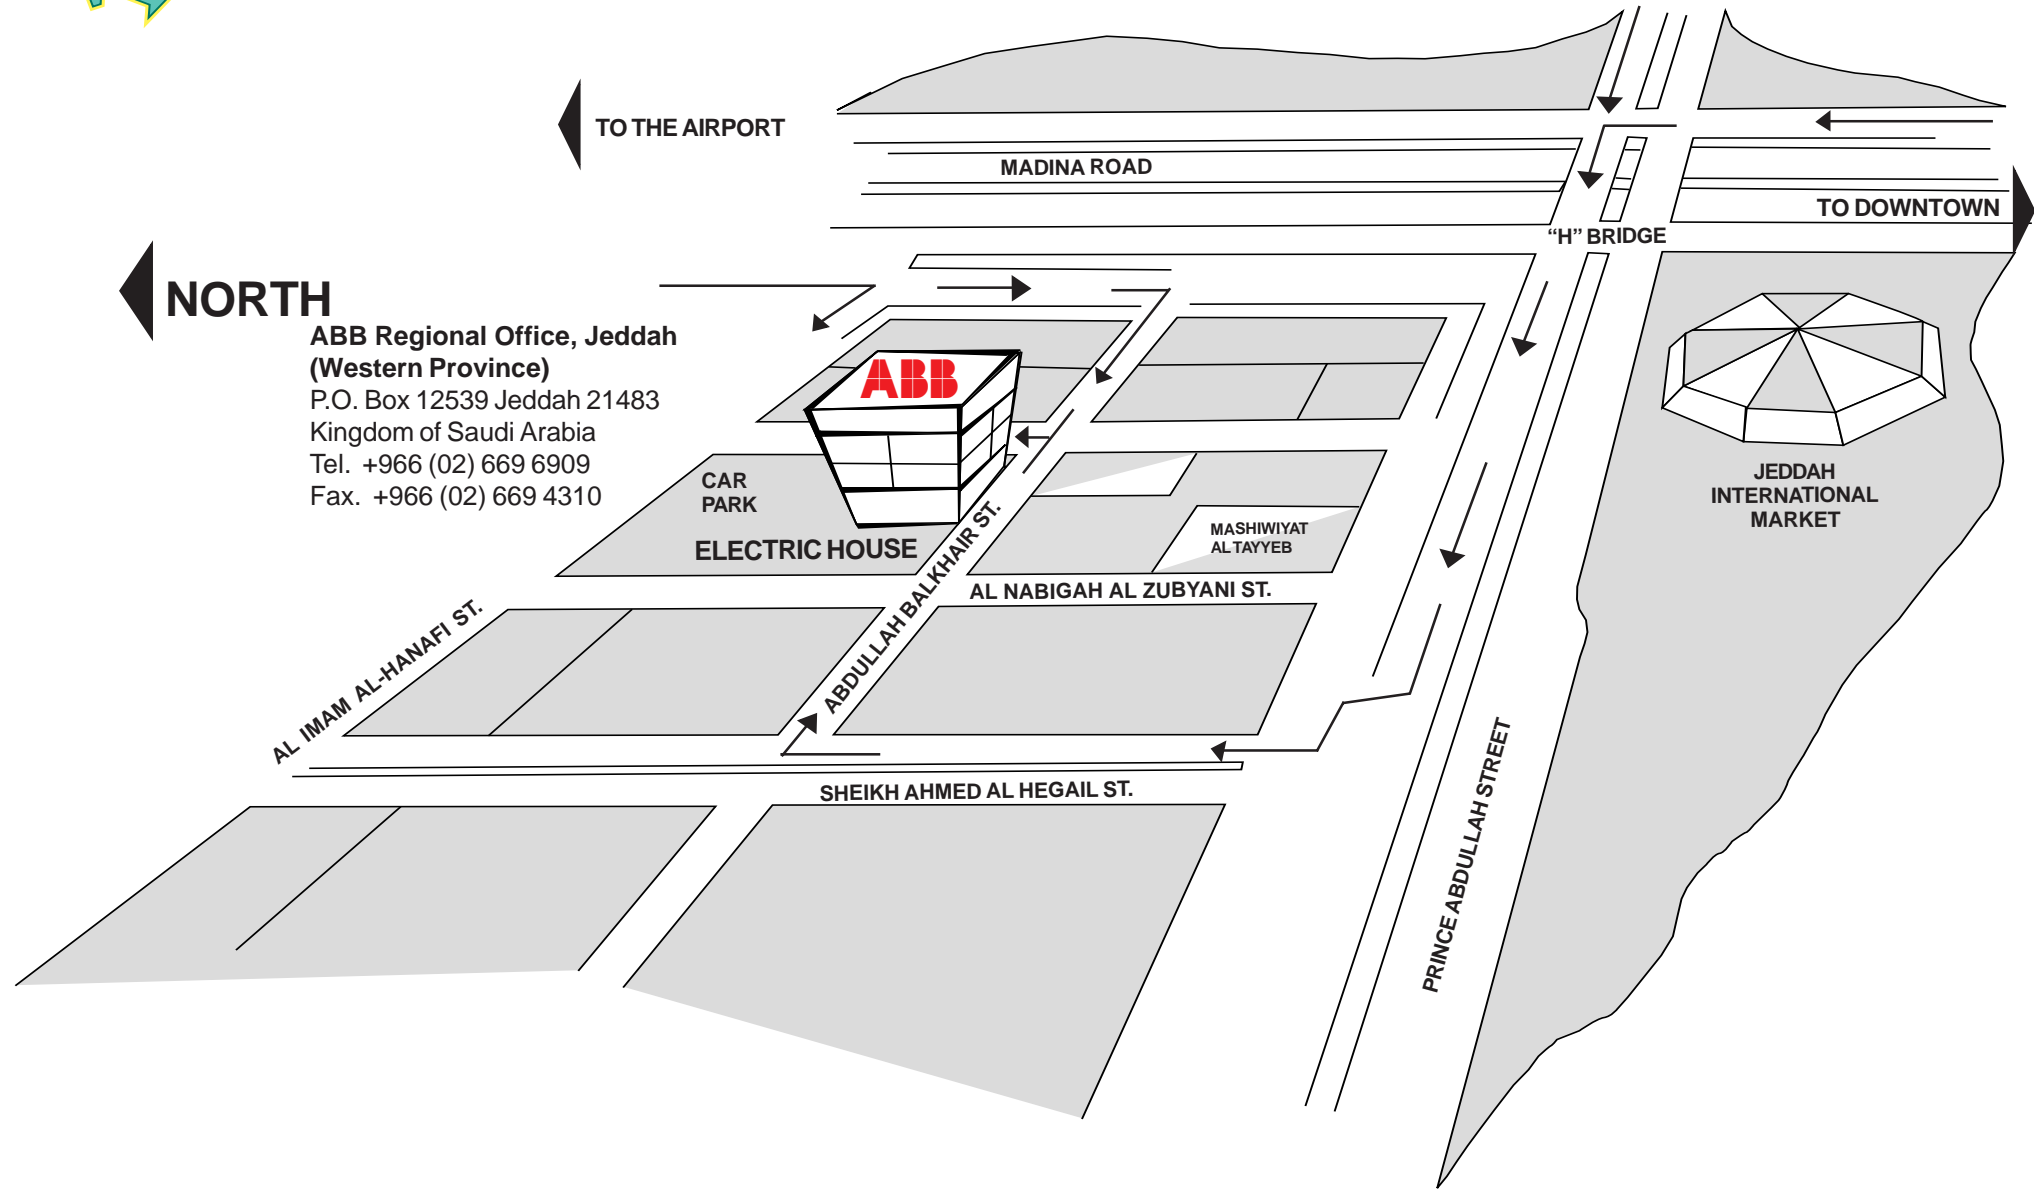 TO THE AIRPORT
MADINA ROAD
TO DOWNTOWN
“H” BRIDGE
NORTH
ABB Regional Office, Jeddah
(Western Province)
P.O. Box 12539 Jeddah 21483
Kingdom of Saudi Arabia
Tel. +966 (02) 669 6909
Fax. +966 (02) 669 4310
ABB
CAR
PARK
ELECTRIC HOUSE
JEDDAH
INTERNATIONAL
MARKET
MASHIWIYAT
AL TAYYEB
ABDULLAH BALKHAIR ST.
AL NABIGAH AL ZUBYANI ST.
AL IMAM AL-HANAFI ST.
SHEIKH AHMED AL HEGAIL ST.
PRINCE ABDULLAH STREET